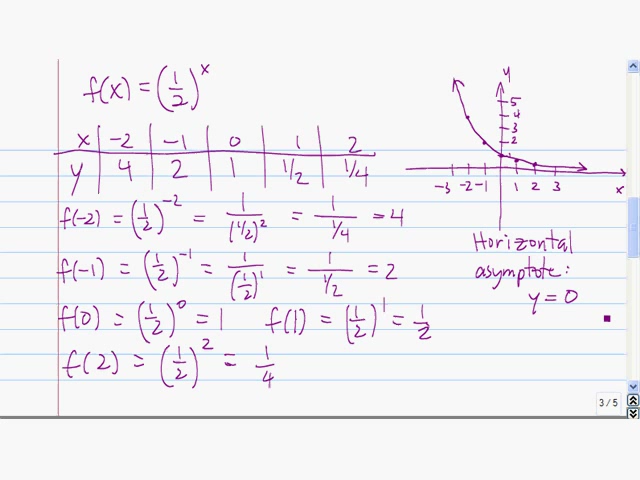 f(x) = (1/2)^x
x | -2 | -1 | 0 | 1 | 2
y | 4 | 2 | 1 | 1/2 | 1/4
f(-2) = (1/2)^-2 = 1/(1/2)^2 = 1/(1/4) = 4
f(-1) = (1/2)^-1 = 1/(1/2)^1 = 1/(1/2) = 2
f(0) = (1/2)^0 = 1 f(1) = (1/2)^1 = 1/2
f(2) = (1/2)^2 = 1/4
y
5
4
3
2
1
-3 -2 -1 1 2 3
x
Horizontal
asymptote:
y = 0
3/5